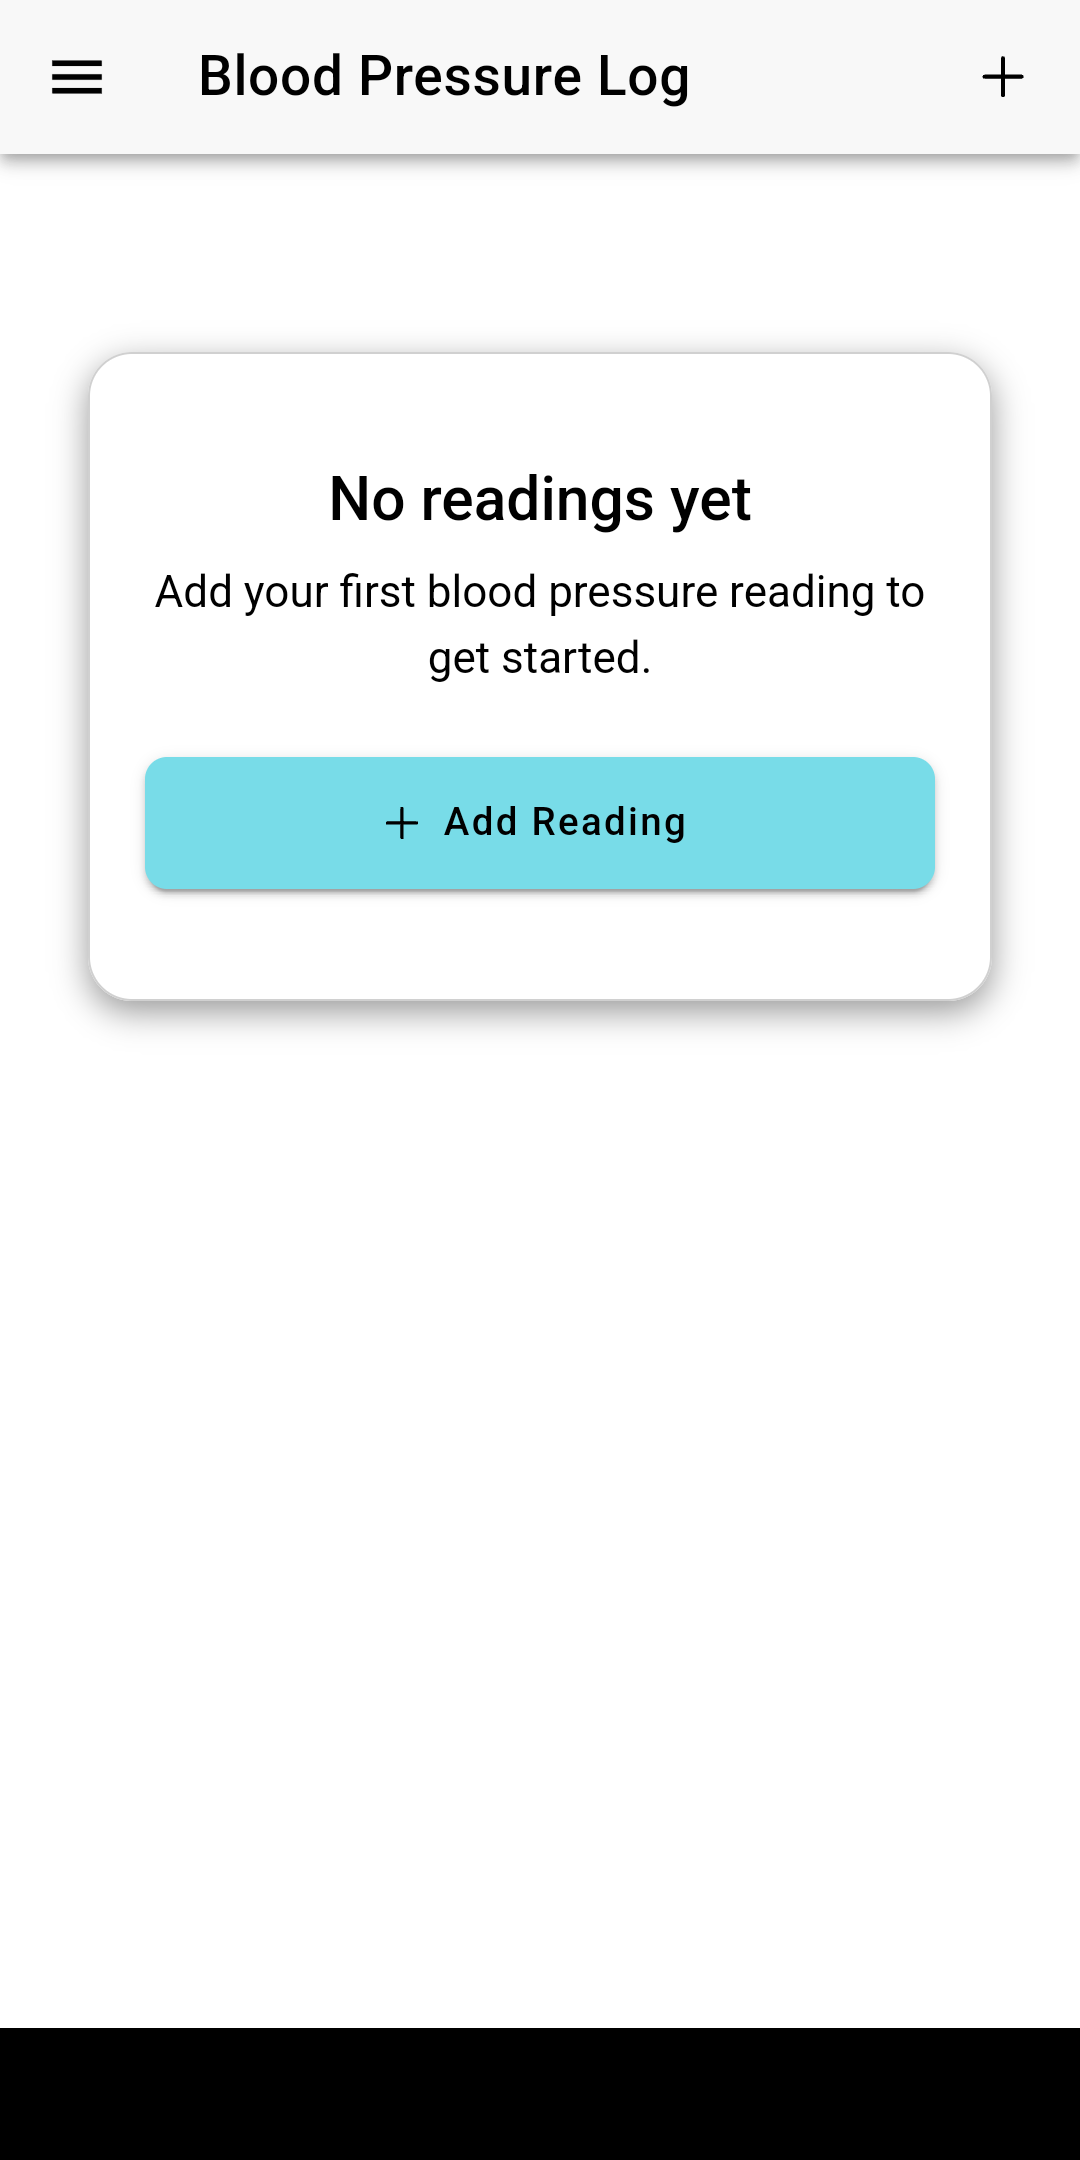 Blood Pressure Log
No readings yet
Add your first blood pressure reading to
get started.
Add Reading